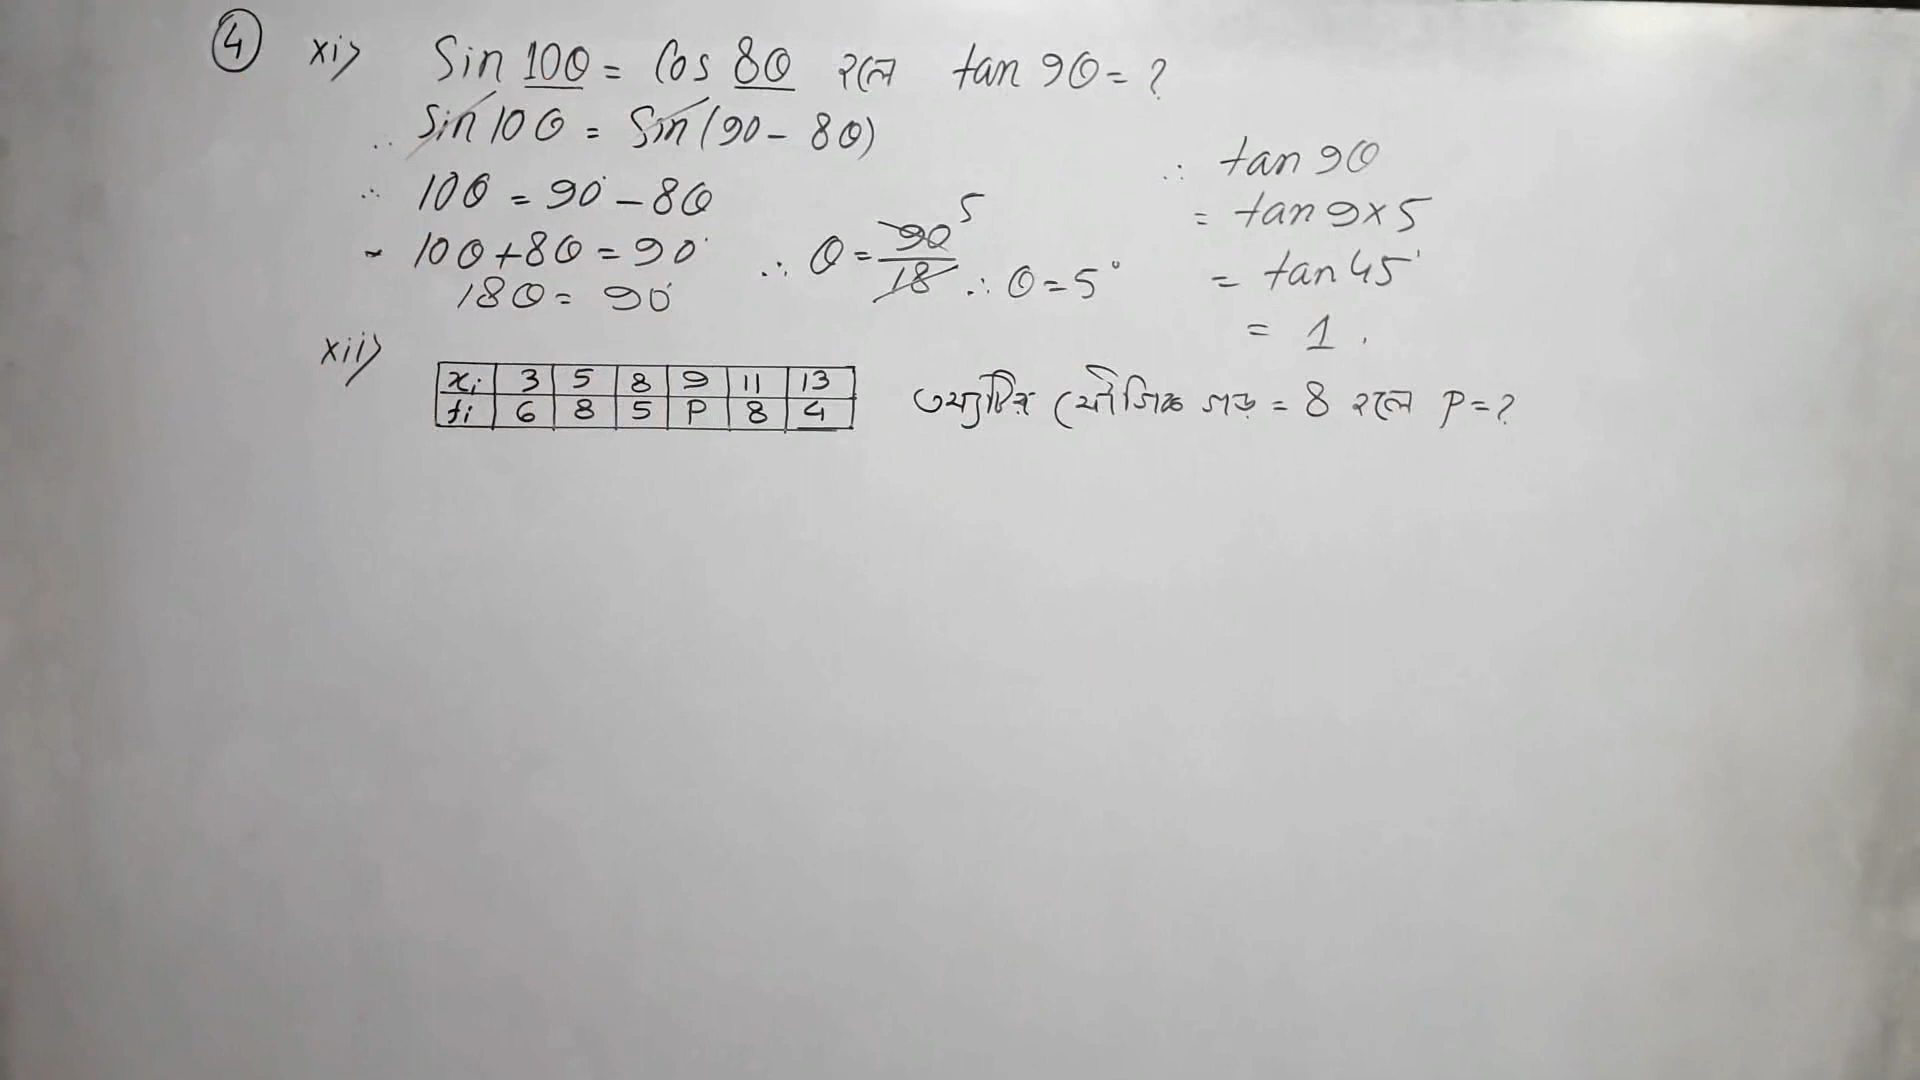 ④ xi> Sin 10θ = Cos 8θ হলে tan 9θ = ?
∴ Sin 10θ = Sin (90 - 8θ)
∴ 10θ = 90° - 8θ
~ 10θ + 8θ = 90°
18θ = 90°
∴ θ = 90/18 5 ∴ θ = 5°
∴ tan 9θ
= tan 9×5
= tan 45°
= 1.
xii>
xi 3 5 8 9 11 13
fi 6 8 5 P 8 4
তথ্যটির যৌগিক গড় = 8 হলে P = ?